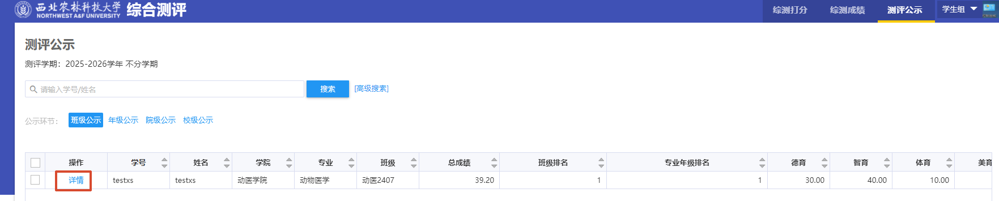 西北农林科技大学 综合测评 综测打分 综测成绩 测评公示 学生组
NORTHWEST A&F UNIVERSITY
测评公示
测评学期：2025-2026学年 不分学期
请输入学号/姓名 搜索 [高级搜索]
公示环节： 班级公示 年级公示 院级公示 校级公示
操作 学号 姓名 学院 专业 班级 总成绩 班级排名 专业年级排名 德育 智育 体育 美育
详情 testxs testxs 动医学院 动物医学 动医2407 39.20 1 1 30.00 40.00 10.00